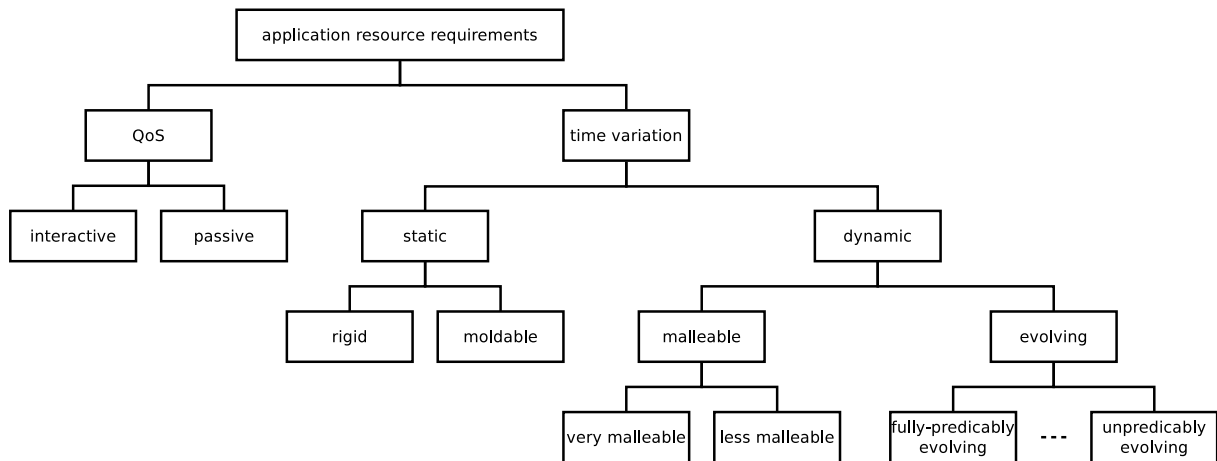 application resource requirements
QoS
time variation
interactive
passive
static
dynamic
rigid
moldable
malleable
evolving
very malleable
less malleable
fully-predicably
evolving
---
unpredicably
evolving